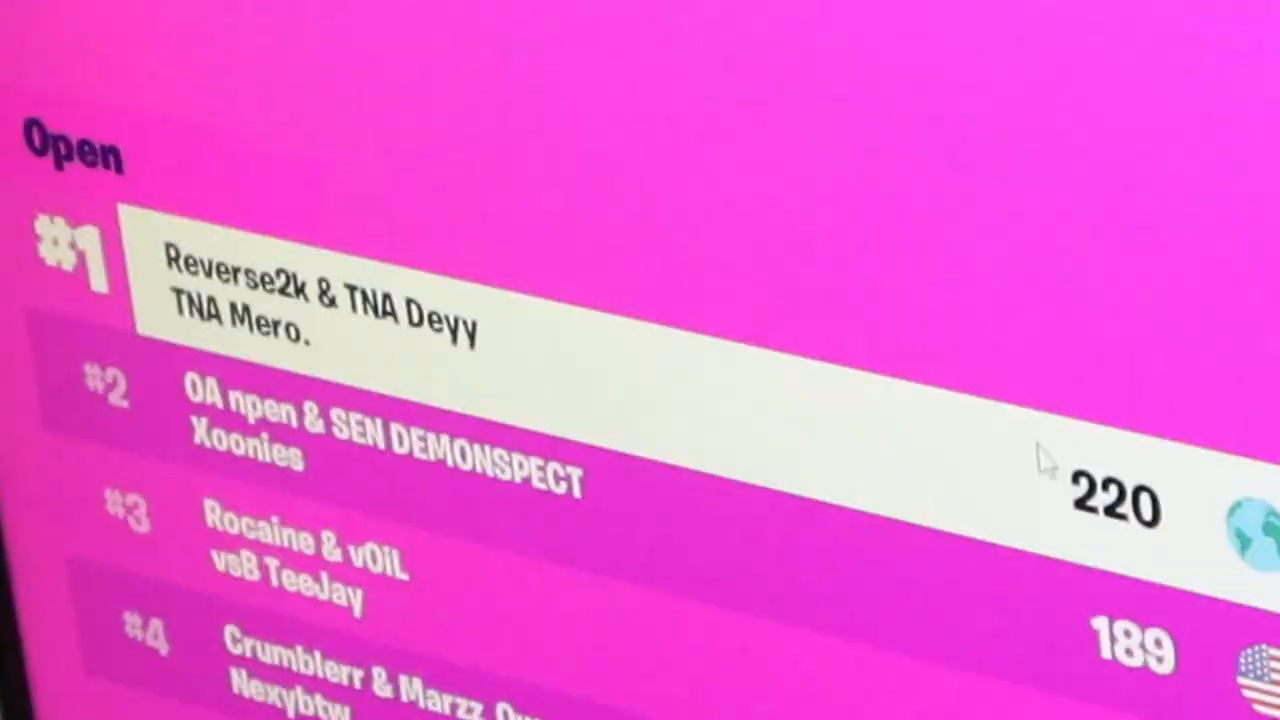 Open
#1
Reverse2k & TNA Deyy
TNA Mero.
220
#2
OA npen & SEN DEMONSPECT
Xoonies
189
#3
Rocaine & vOiL
vsB TeeJay
#4
Crumblerr & Marzz
Nexybtw